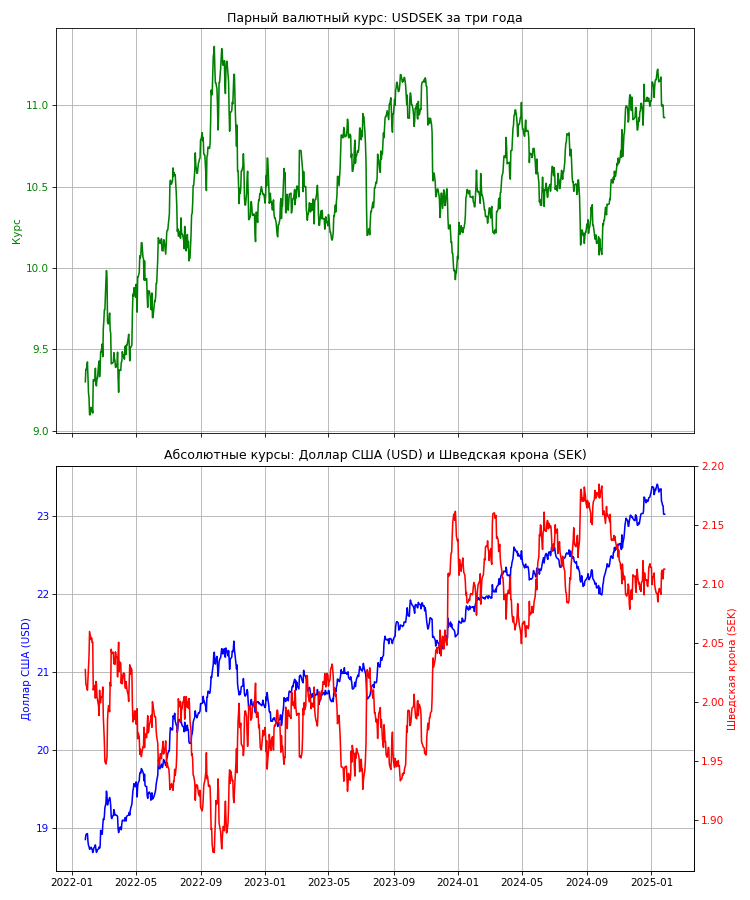 Парный валютный курс: USDSEK за три года
11.0
10.5
10.0
9.5
9.0
Курс
Абсолютные курсы: Доллар США (USD) и Шведская крона (SEK)
23
22
21
20
19
Доллар США (USD)
2.20
2.15
2.10
2.05
2.00
1.95
1.90
Шведская крона (SEK)
2022-01 2022-05 2022-09 2023-01 2023-05 2023-09 2024-01 2024-05 2024-09 2025-01